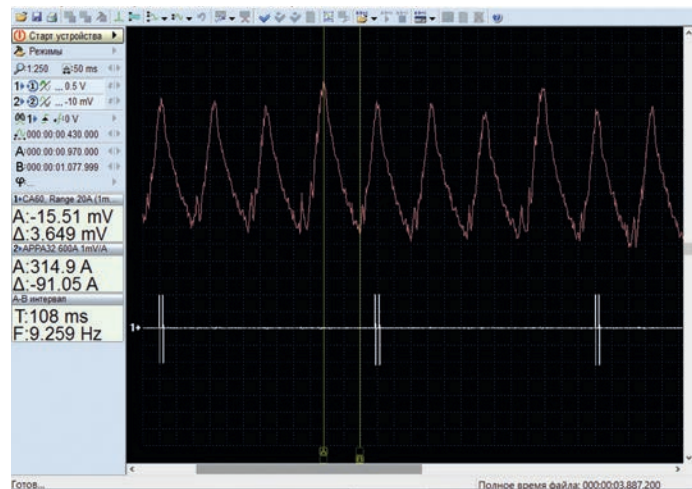 Старт устройства
Режимы
1:250 50 ms
1 1 ... 0.5 V
2 2 ... -10 mV
1 0 V
000:00:00.430.000
A:000:00:00.970.000
B:000:00:01.077.999
φ:...
1 CA60, Range 20A (1m...
A:-15.51 mV
Δ:3.649 mV
2 APPA32 600A 1mV/A
A:314.9 A
Δ:-91.05 A
A-B интервал
T:108 ms
F:9.259 Hz
1
A
Готов...
Полное время файла: 000:00:03.887.200